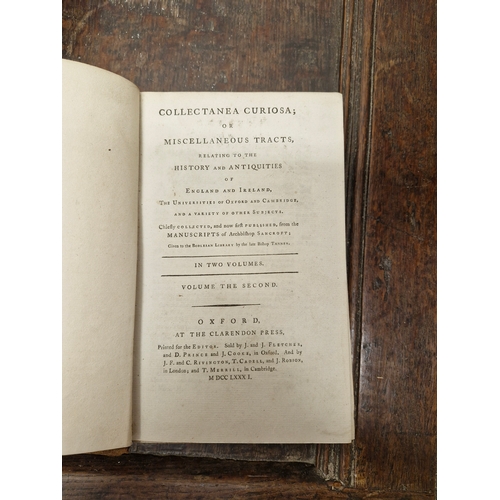 COLLECTANEA CURIOSA;
OR
MISCELLANEOUS TRACTS,
RELATING TO THE
HISTORY AND ANTIQUITIES
OF
ENGLAND AND IRELAND,
THE UNIVERSITIES OF OXFORD AND CAMBRIDGE,
AND A VARIETY OF OTHER SUBJECTS.
Chiefly COLLECTED, and now first PUBLISHED, from the
MANUSCRIPTS of Archbishop SANCROFT;
Given to the BODLEIAN LIBRARY by the late Bishop TANNER.
IN TWO VOLUMES.
VOLUME THE SECOND.
OXFORD,
AT THE CLARENDON PRESS,
Printed for the EDITOR. Sold by J. and J. FLETCHER,
and D. PRINCE and J. COOKE, in Oxford. And by
J. F. and C. RIVINGTON, T. CADELL, and J. ROBSON,
in London; and T. MERRILL, in Cambridge.
M DCC LXXX I.